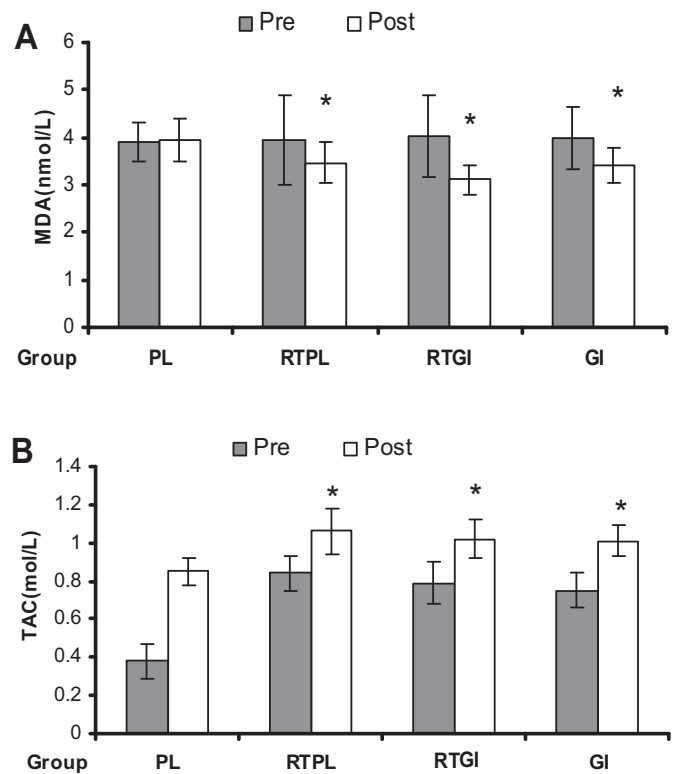 A
Pre Post
6
5
4
3
2
1
0
MDA(nmol/L)
* * *
Group PL RTPL RTGI GI
B
Pre Post
1.4
1.2
1
0.8
0.6
0.4
0.2
0
TAC(mol/L)
* * *
Group PL RTPL RTGI GI